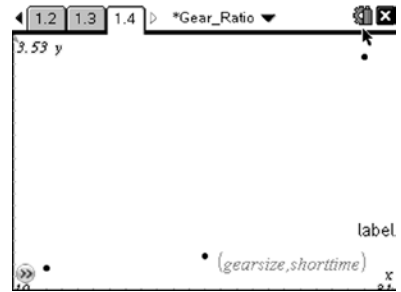 1.2 1.3 1.4 *Gear_Ratio
3.53 y
label
(gearsize,shorttime)
x